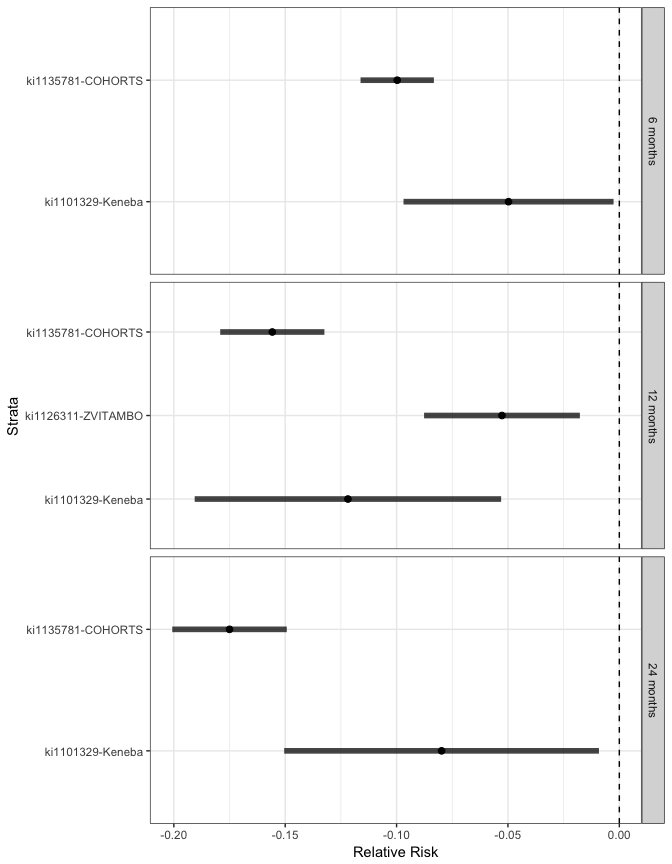 ki1135781-COHORTS
ki1101329-Keneba
6 months
ki1135781-COHORTS
ki1126311-ZVITAMBO
ki1101329-Keneba
12 months
Strata
ki1135781-COHORTS
ki1101329-Keneba
24 months
-0.20 -0.15 -0.10 -0.05 0.00
Relative Risk